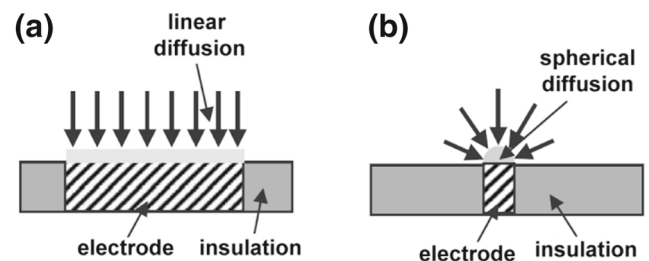 (a)
linear
diffusion
electrode
insulation
(b)
spherical
diffusion
electrode
insulation